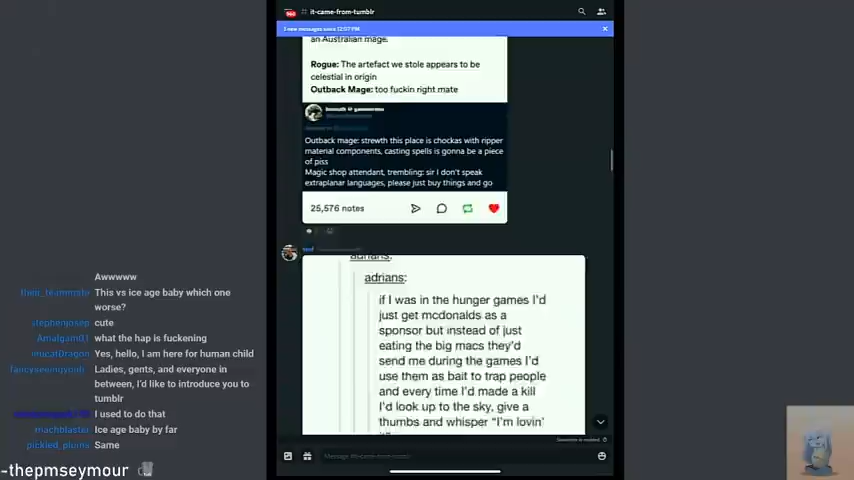 # it-came-from-tumblr
3 new messages since 12:07 PM
an Australian mage.
Rogue: The artefact we stole appears to be
celestial in origin
Outback Mage: too fuckin right mate
Outback mage: strewth this place is chockas with ripper
material components, casting spells is gonna be a piece
of piss
Magic shop attendant, trembling: sir I don't speak
extraplanar languages, please just buy things and go
25,576 notes
adrians:
adrians:
if I was in the hunger games I'd
just get mcdonalds as a
sponsor but instead of just
eating the big macs they'd
send me during the games I'd
use them as bait to trap people
and every time I'd made a kill
I'd look up to the sky, give a
thumbs and whisper "I'm lovin'
Message #it-came-from-tumblr
Awwwww
This vs ice age baby which one
worse?
stephenjosep cute
Amalgam01 what the hap is fuckening
Yes, hello, I am here for human child
Ladies, gents, and everyone in
between, I'd like to introduce you to
tumblr
I used to do that
machblaster Ice age baby by far
pickled_plums Same
-thepmseymour